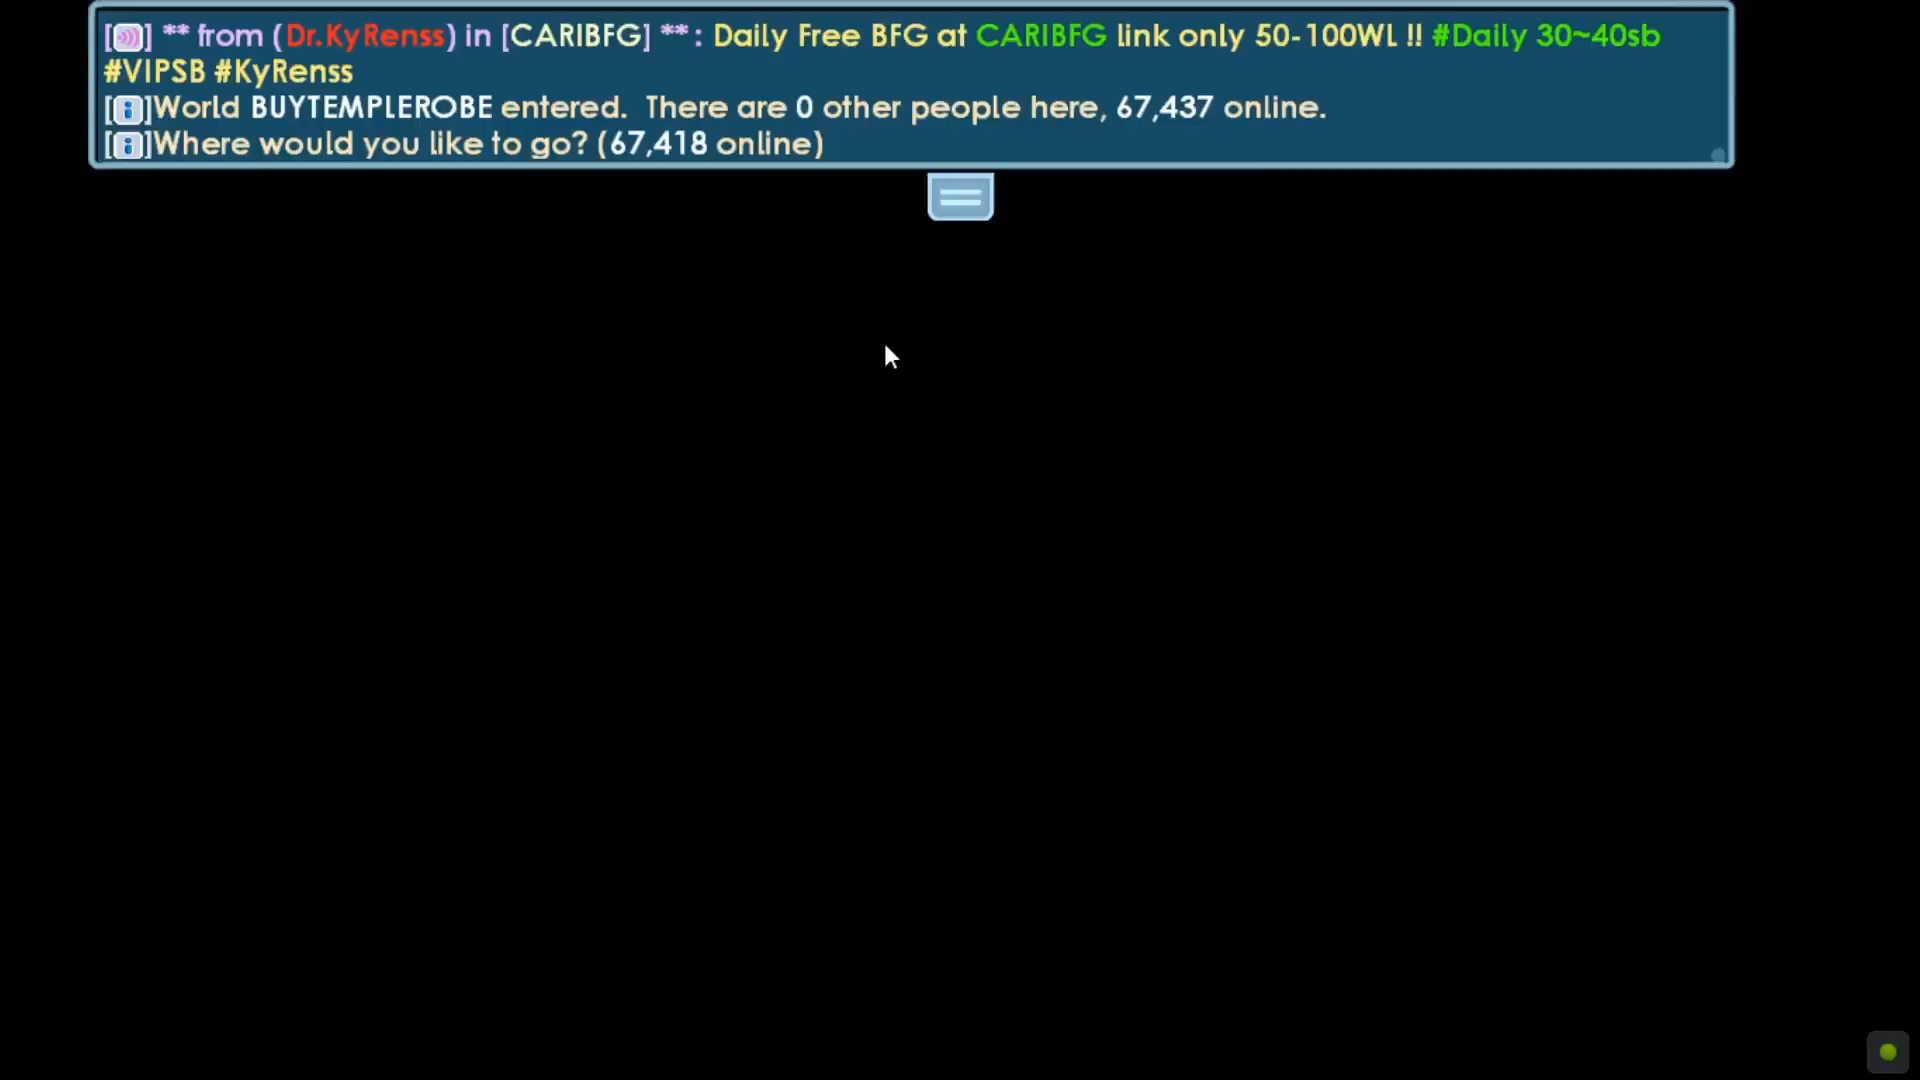 [] ** from (Dr.KyRenss) in [CARIBFG] ** : Daily Free BFG at CARIBFG link only 50-100WL !! #Daily 30~40sb
#VIPSB #KyRenss
[i]World BUYTEMPLEROBE entered.  There are 0 other people here, 67,437 online.
[i]Where would you like to go? (67,418 online)